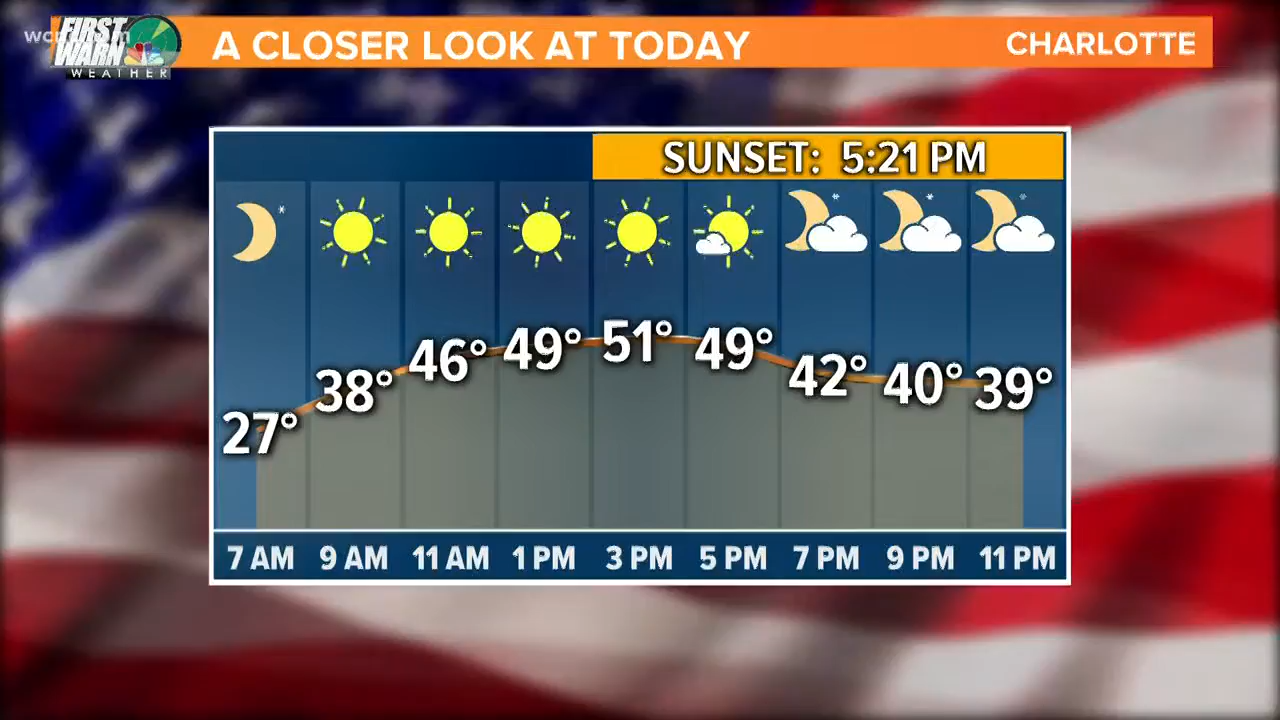 FIRST
WARN
WEATHER
A CLOSER LOOK AT TODAY
CHARLOTTE
SUNSET: 5:21 PM
27° 38° 46° 49° 51° 49° 42° 40° 39°
7 AM 9 AM 11 AM 1 PM 3 PM 5 PM 7 PM 9 PM 11 PM